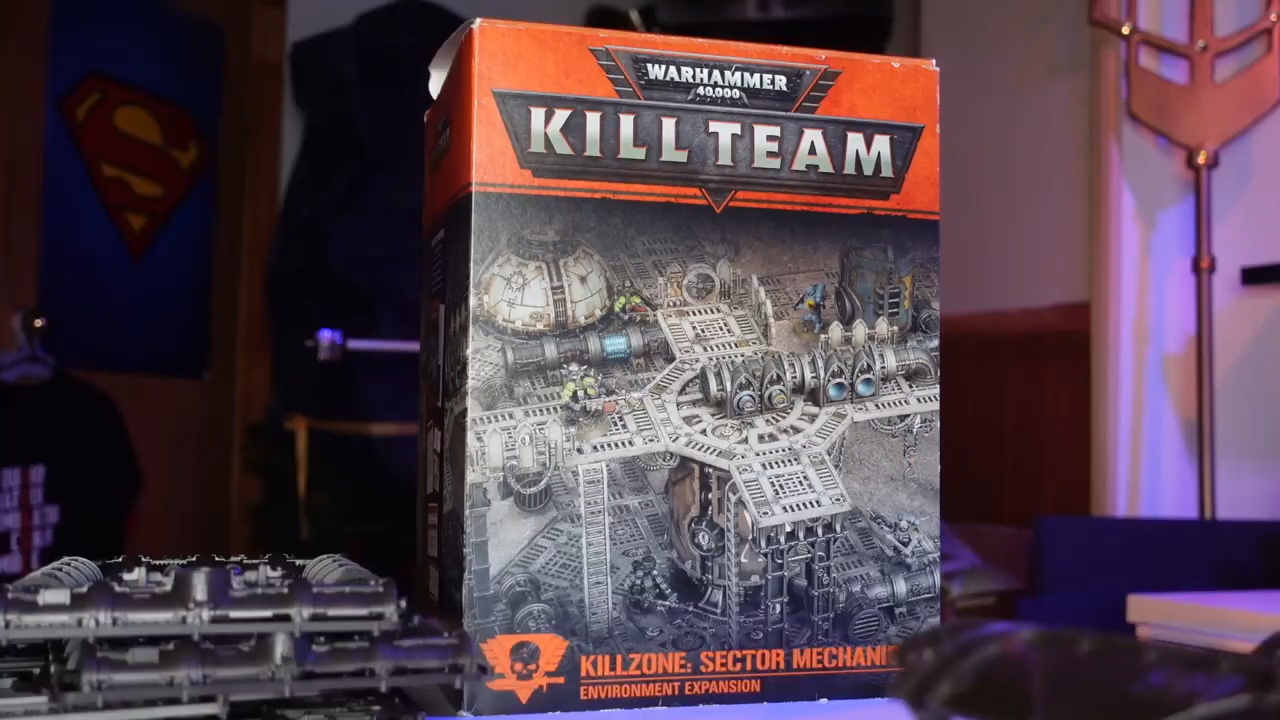 WARHAMMER
40,000
KILL TEAM
KILLZONE: SECTOR MECHANI
ENVIRONMENT EXPANSION